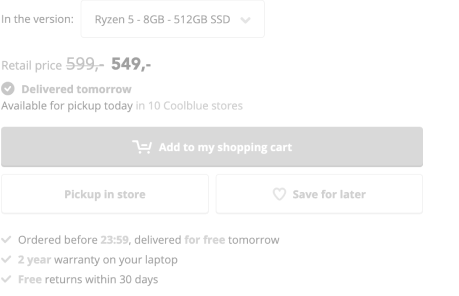 In the version: Ryzen 5 - 8GB - 512GB SSD
Retail price 599,- 549,-
Delivered tomorrow
Available for pickup today in 10 Coolblue stores
Add to my shopping cart
Pickup in store Save for later
Ordered before 23:59, delivered for free tomorrow
2 year warranty on your laptop
Free returns within 30 days